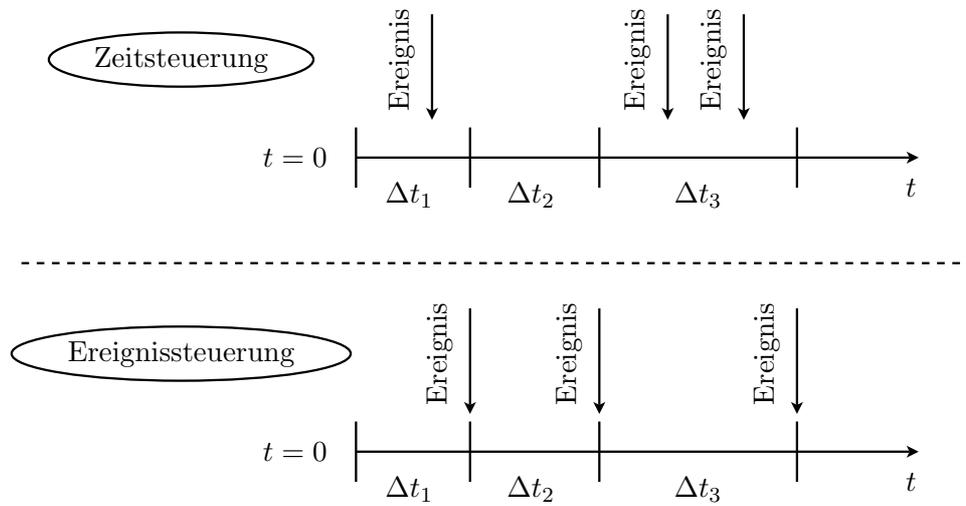 Zeitsteuerung
Ereignis
Ereignis
Ereignis
t = 0
Δt₁
Δt₂
Δt₃
t
Ereignissteuerung
Ereignis
Ereignis
Ereignis
t = 0
Δt₁
Δt₂
Δt₃
t